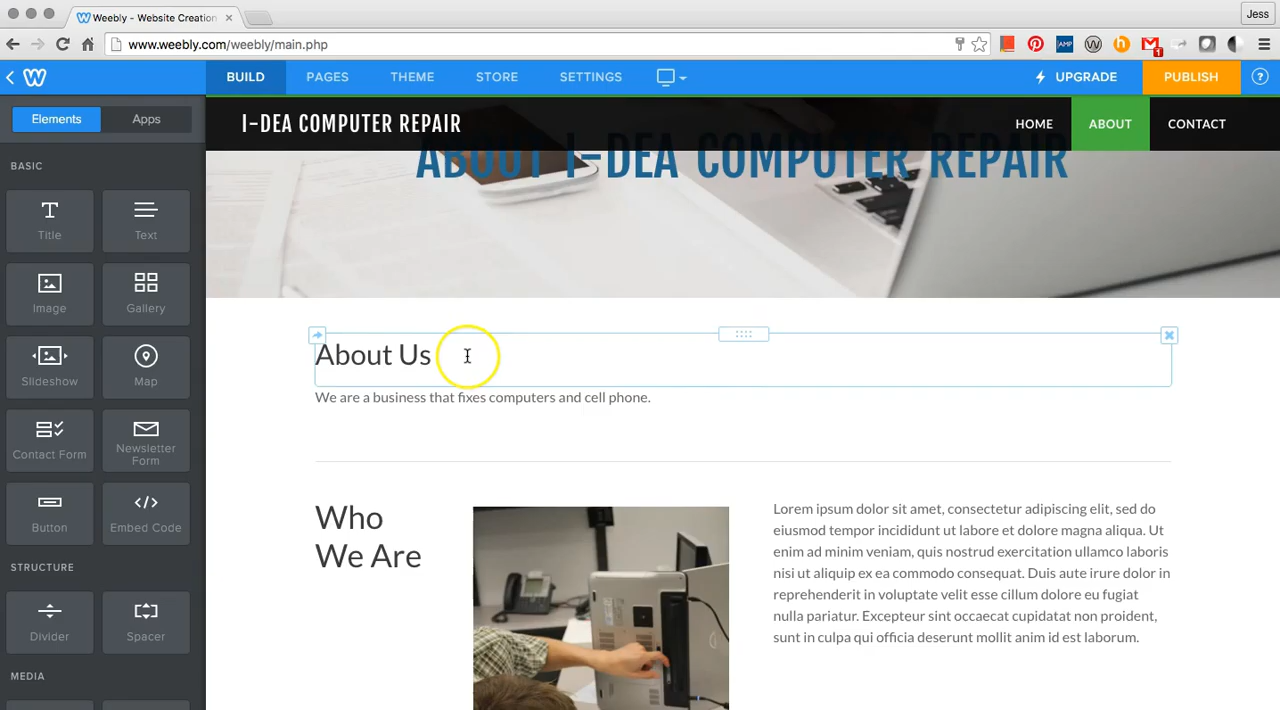 Weebly - Website Creation
Jess
www.weebly.com/weebly/main.php
AMP
1
BUILD
PAGES
THEME
STORE
SETTINGS
UPGRADE
PUBLISH
?
Elements
Apps
I-DEA COMPUTER REPAIR
HOME
ABOUT
CONTACT
ABOUT I-DEA COMPUTER REPAIR
BASIC
Title
Text
Image
Gallery
Slideshow
Map
Contact Form
Newsletter
Form
Button
Embed Code
STRUCTURE
Divider
Spacer
MEDIA
About Us
We are a business that fixes computers and cell phone.
Who
We Are
Lorem ipsum dolor sit amet, consectetur adipiscing elit, sed do
eiusmod tempor incididunt ut labore et dolore magna aliqua. Ut
enim ad minim veniam, quis nostrud exercitation ullamco laboris
nisi ut aliquip ex ea commodo consequat. Duis aute irure dolor in
reprehenderit in voluptate velit esse cillum dolore eu fugiat
nulla pariatur. Excepteur sint occaecat cupidatat non proident,
sunt in culpa qui officia deserunt mollit anim id est laborum.